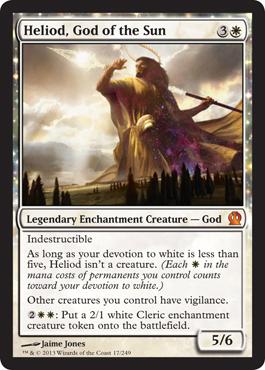 Heliod, God of the Sun 3
Legendary Enchantment Creature — God
Indestructible
As long as your devotion to white is less than
five, Heliod isn't a creature. (Each in the
mana costs of permanents you control counts
toward your devotion to white.)
Other creatures you control have vigilance.
2: Put a 2/1 white Cleric enchantment
creature token onto the battlefield.
Jaime Jones
™ & © 2013 Wizards of the Coast 17/249
5/6